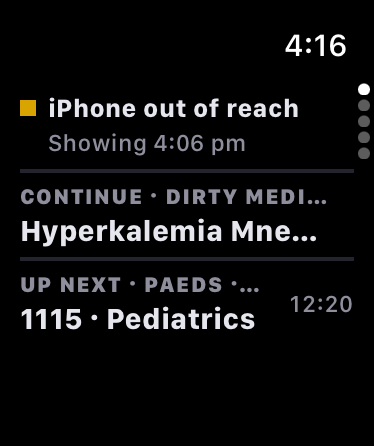 4:16
iPhone out of reach
Showing 4:06 pm
CONTINUE · DIRTY MEDI...
Hyperkalemia Mne...
UP NEXT · PAEDS ·...
12:20
1115 · Pediatrics